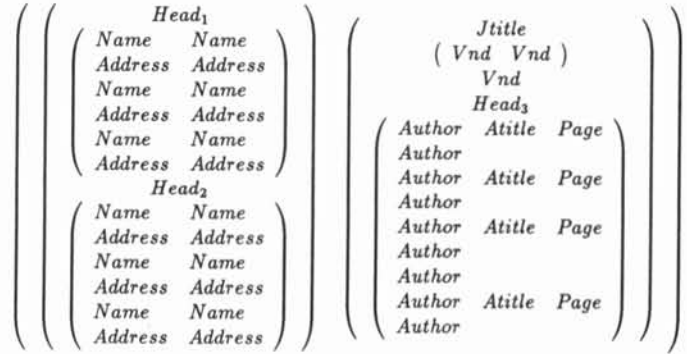 Head₁
Name Name
Address Address
Name Name
Address Address
Name Name
Address Address
Head₂
Name Name
Address Address
Name Name
Address Address
Name Name
Address Address
Jtitle
( Vnd Vnd )
Vnd
Head₃
Author Atitle Page
Author
Author Atitle Page
Author
Author Atitle Page
Author
Author
Author Atitle Page
Author